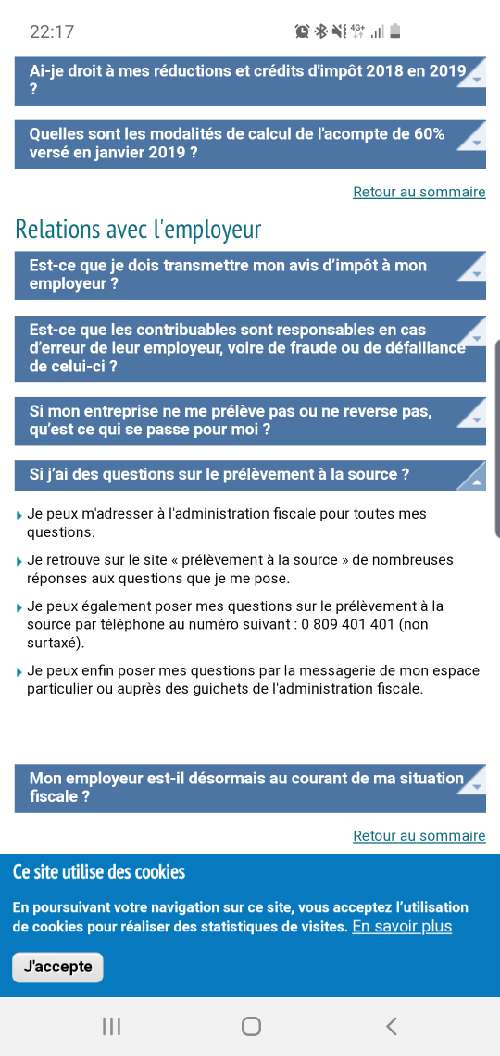 22:17
4G+
Ai-je droit à mes réductions et crédits d'impôt 2018 en 2019
?
Quelles sont les modalités de calcul de l'acompte de 60%
versé en janvier 2019 ?
Retour au sommaire
Relations avec l'employeur
Est-ce que je dois transmettre mon avis d'impôt à mon
employeur ?
Est-ce que les contribuables sont responsables en cas
d'erreur de leur employeur, voire de fraude ou de défaillance
de celui-ci ?
Si mon entreprise ne me prélève pas ou ne reverse pas,
qu'est ce qui se passe pour moi ?
Si j'ai des questions sur le prélèvement à la source ?
Je peux m'adresser à l'administration fiscale pour toutes mes
questions.
Je retrouve sur le site « prélèvement à la source » de nombreuses
réponses aux questions que je me pose.
Je peux également poser mes questions sur le prélèvement à la
source par téléphone au numéro suivant : 0 809 401 401 (non
surtaxé).
Je peux enfin poser mes questions par la messagerie de mon espace
particulier ou auprès des guichets de l'administration fiscale.
Mon employeur est-il désormais au courant de ma situation
fiscale ?
Retour au sommaire
Ce site utilise des cookies
En poursuivant votre navigation sur ce site, vous acceptez l'utilisation
de cookies pour réaliser des statistiques de visites. En savoir plus
J'accepte